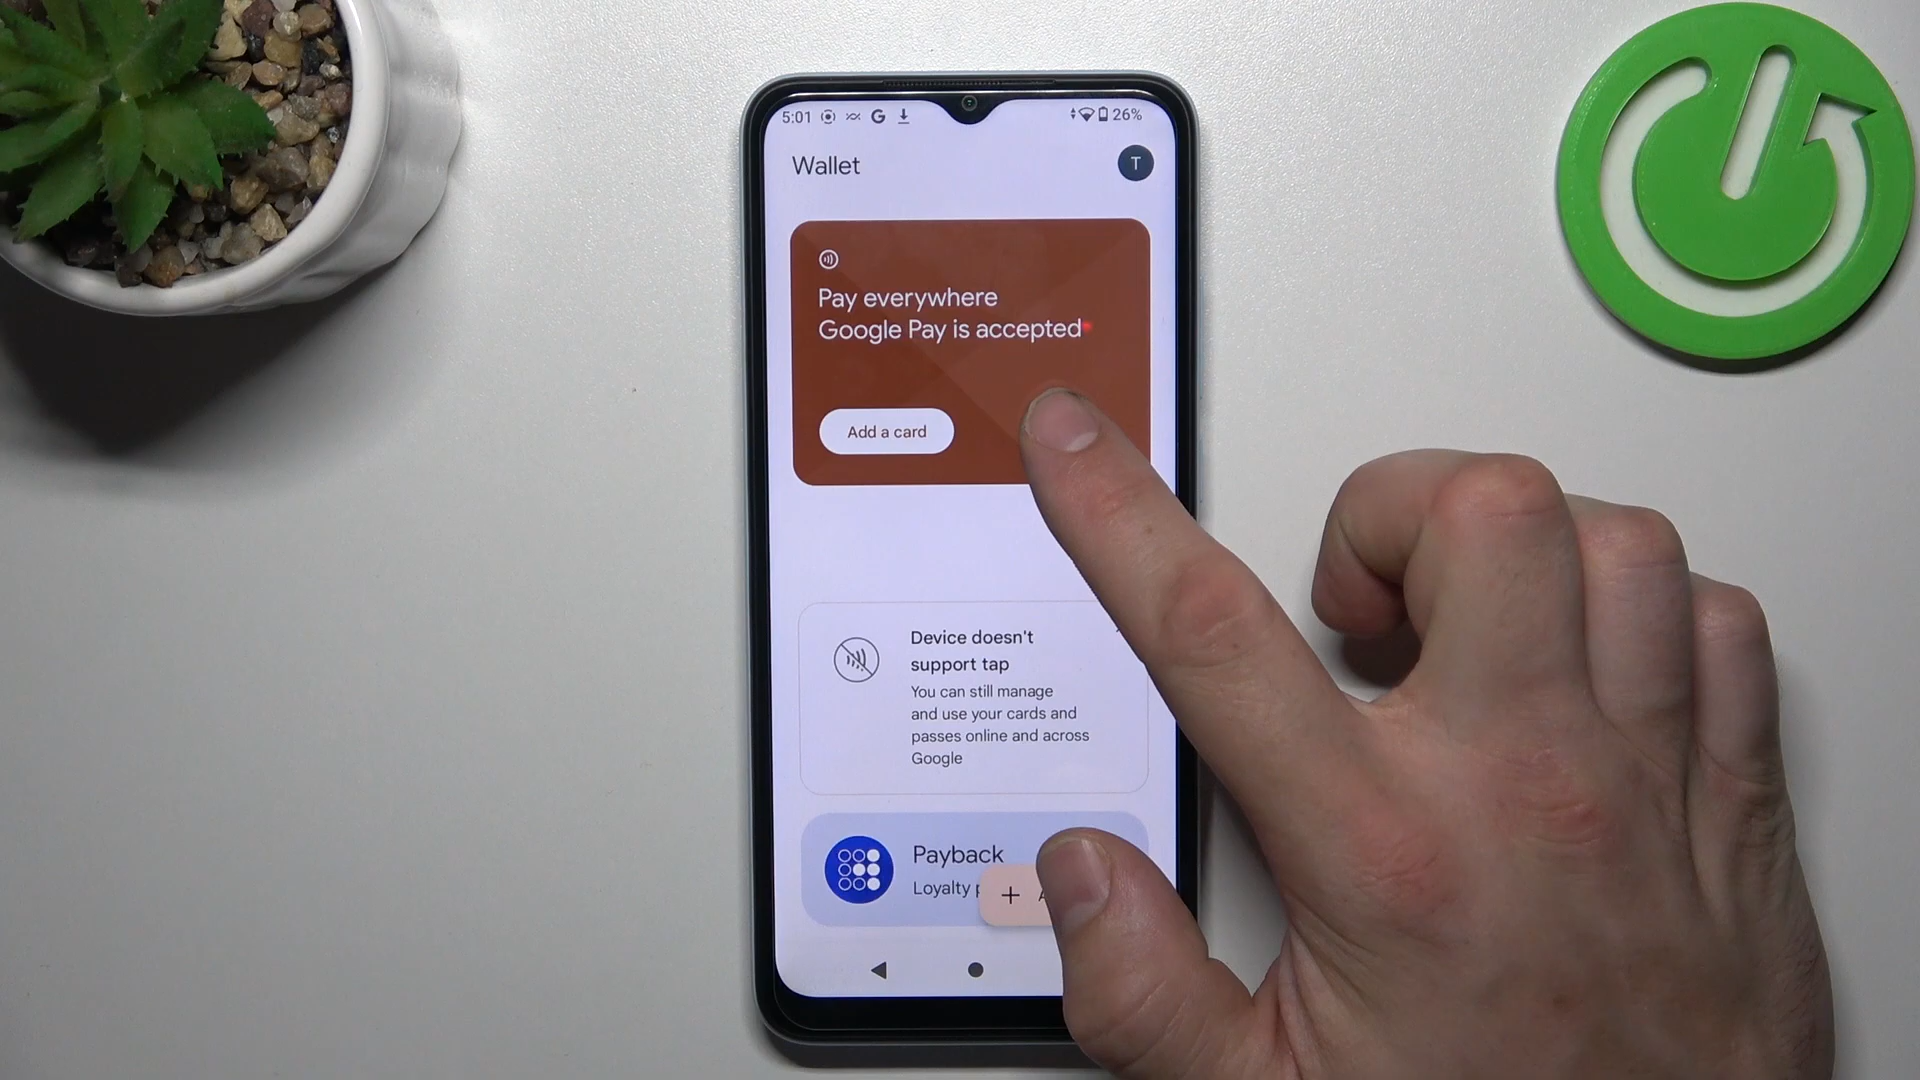 5:01
26%
Wallet
T
Pay everywhere
Google Pay is accepted
Add a card
Device doesn't
support tap
You can still manage
and use your cards and
passes online and across
Google
Payback
Loyalty
+